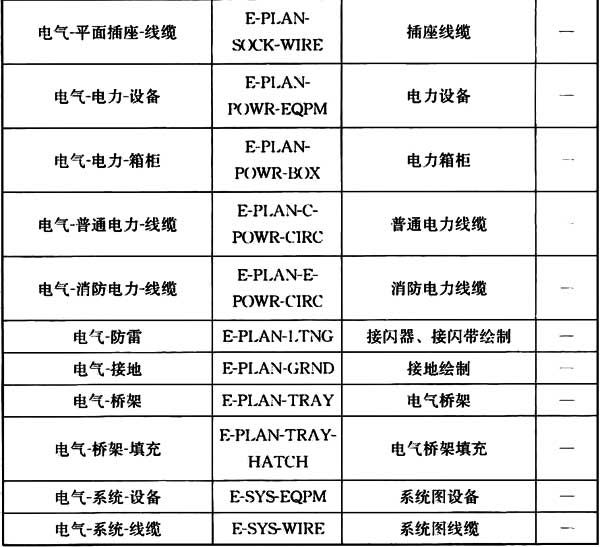 电气-平面插座-线缆 E-PLAN- 插座线缆 —
SOCK-WIRE
电气-电力-设备 E-PLAN- 电力设备 —
POWR-EQPM
电气-电力-箱柜 E-PLAN- 电力箱柜 —
POWR-BOX
电气-普通电力-线缆 E-PLAN-C- 普通电力线缆 —
POWR-CIRC
电气-消防电力-线缆 E-PLAN-E- 消防电力线缆 —
POWR-CIRC
电气-防雷 E-PLAN-LTNG 接闪器、接闪带绘制 —
电气-接地 E-PLAN-GRND 接地绘制 —
电气-桥架 E-PLAN-TRAY 电气桥架 —
电气-桥架-填充 E-PLAN-TRAY- 电气桥架填充 —
HATCH
电气-系统-设备 E-SYS-EQPM 系统图设备 —
电气-系统-线缆 E-SYS-WIRE 系统图线缆 —